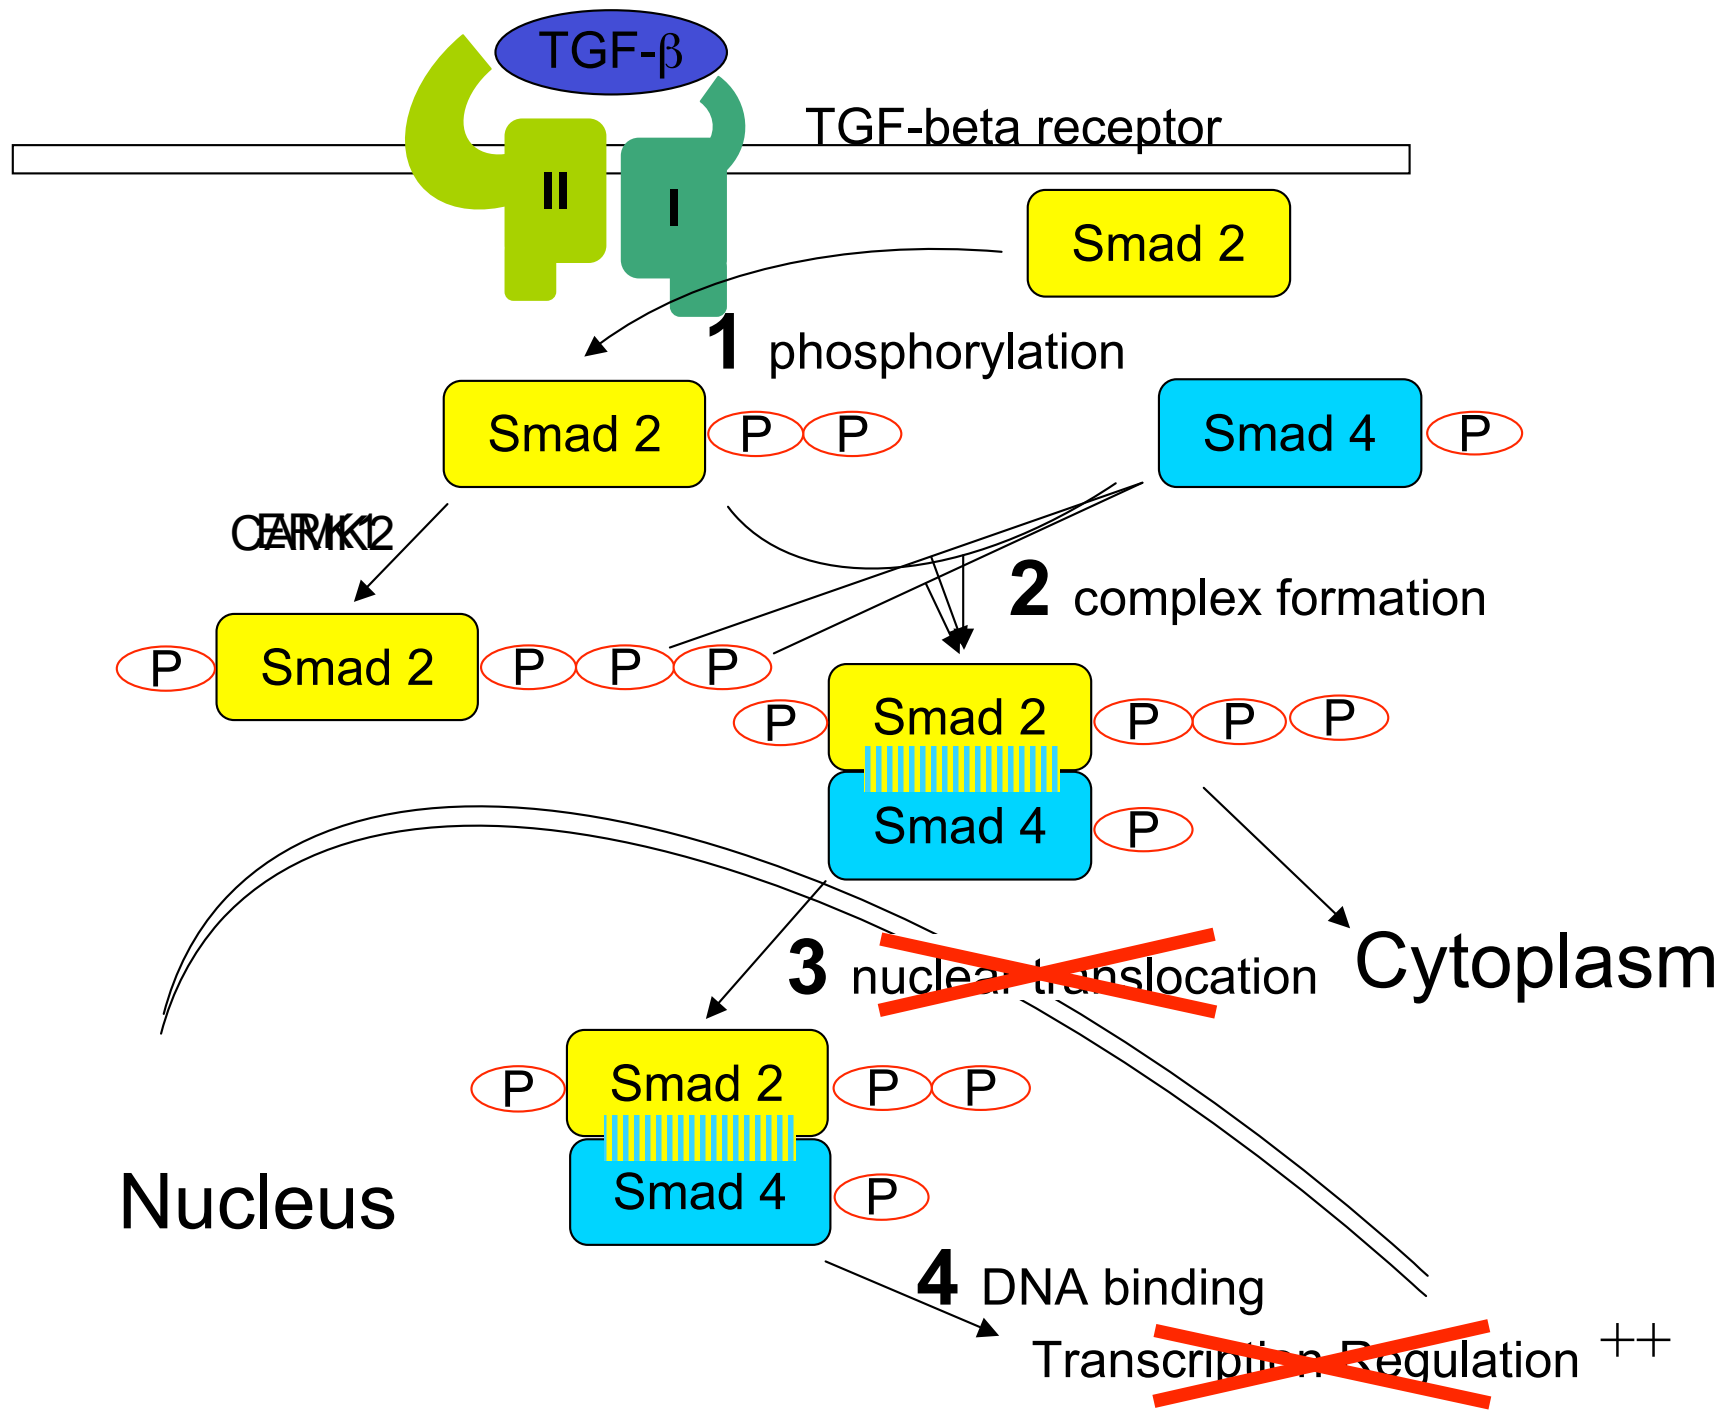 TGF-β
TGF-beta receptor
II
I
Smad 2
1 phosphorylation
Smad 2 P P
Smad 4 P
2 complex formation
P Smad 2 P P P
P Smad 2 P P P
Smad 4 P
Cytoplasm
3 nuclear translocation
P Smad 2 P P
Smad 4 P
Nucleus
4 DNA binding
Transcription Regulation ++